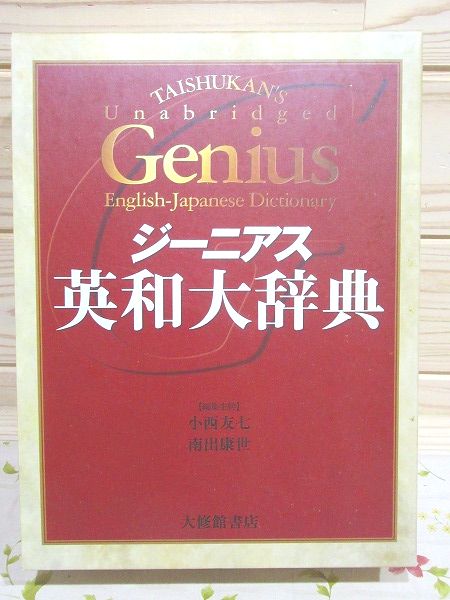 TAISHUKAN'S
Unabridged
Genius
English-Japanese Dictionary
ジーニアス
英和大辞典
【編集主幹】
小西友七
南出康世
大修館書店